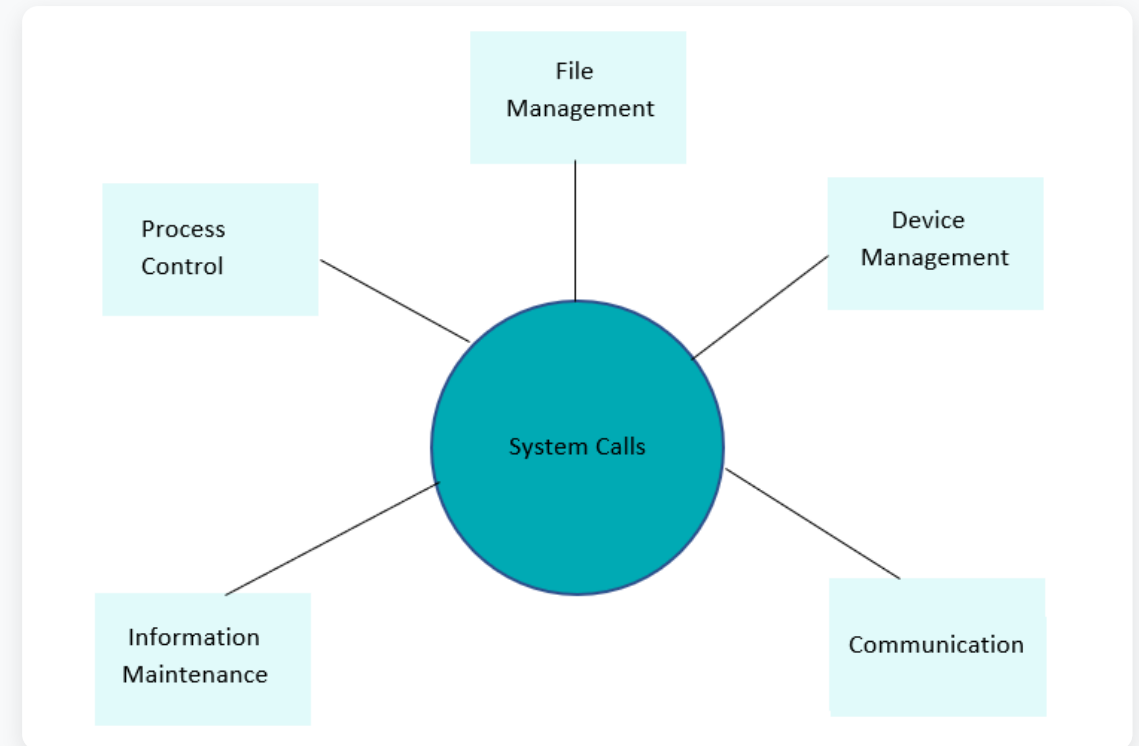 File
Management
Process
Control
Device
Management
System Calls
Information
Maintenance
Communication